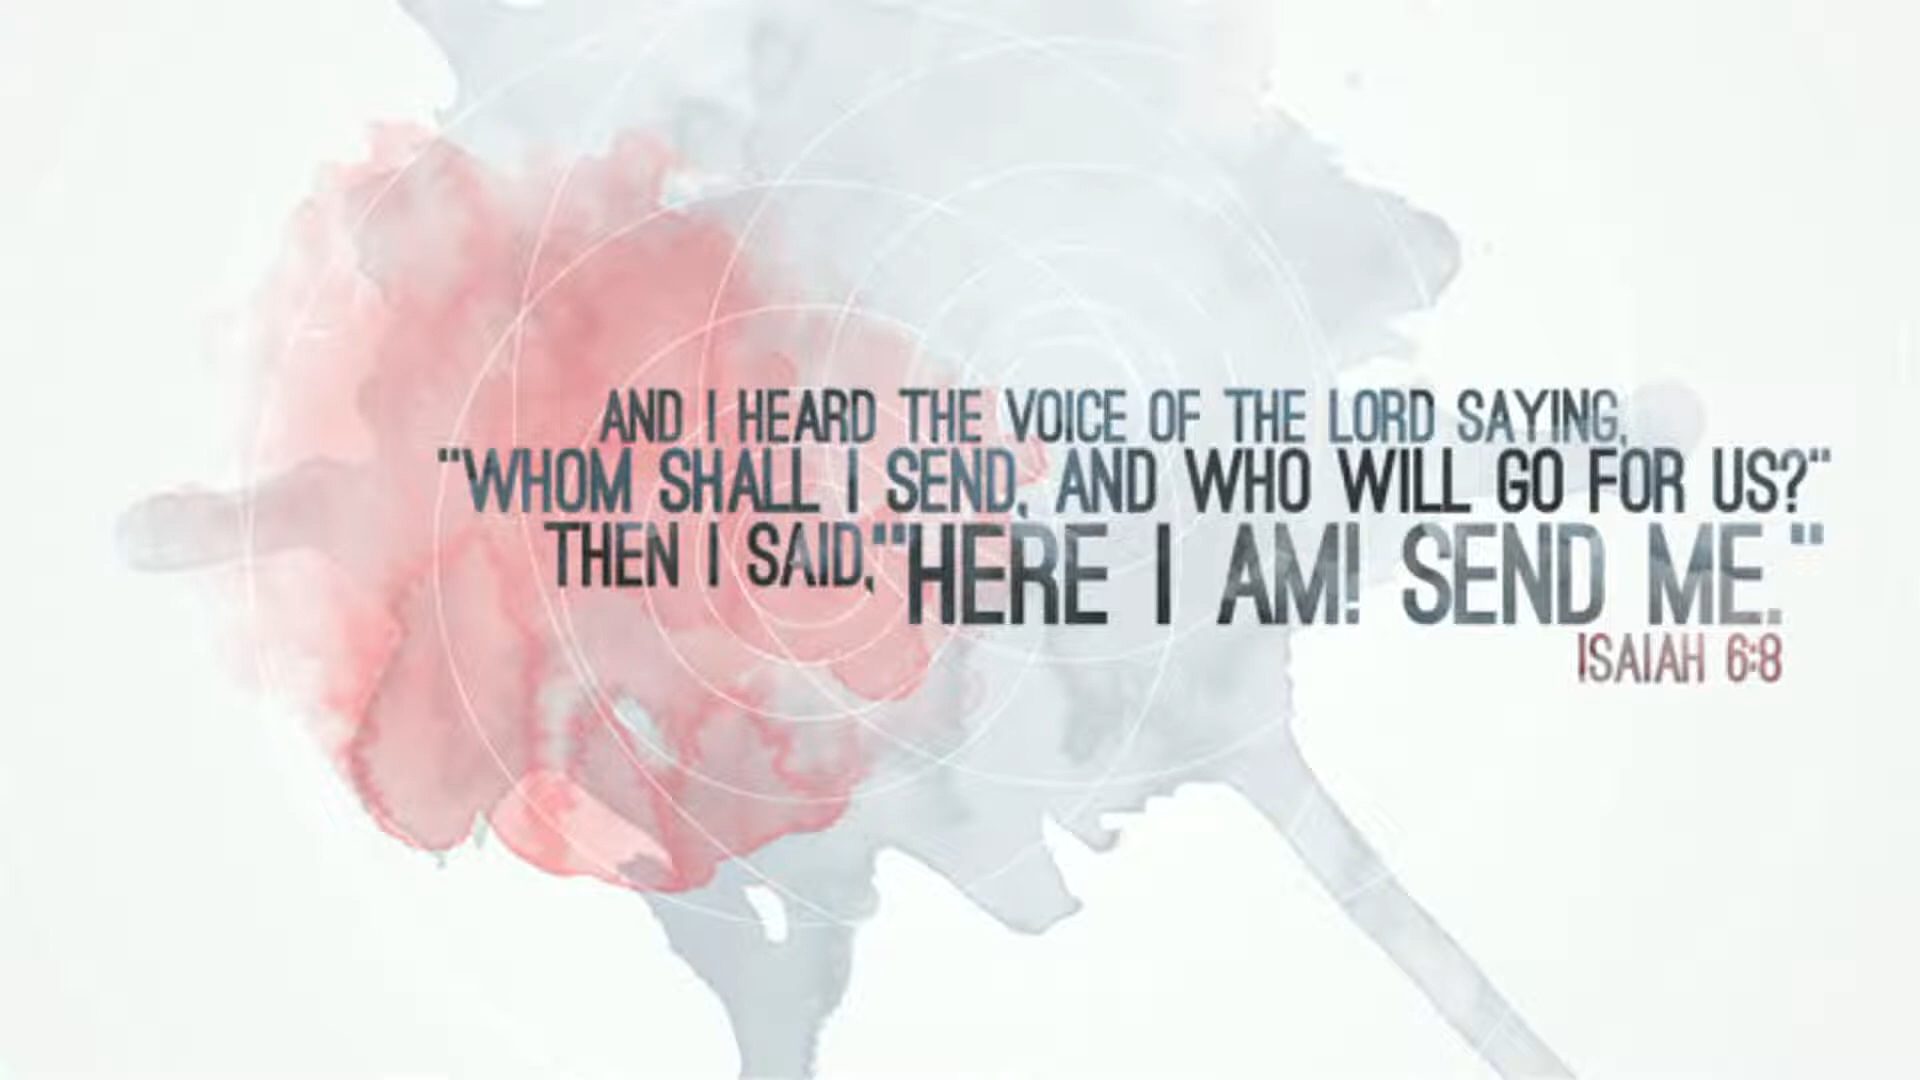 AND I HEARD THE VOICE OF THE LORD SAYING,
"WHOM SHALL I SEND, AND WHO WILL GO FOR US?"
THEN I SAID, "HERE I AM! SEND ME."
ISAIAH 6:8